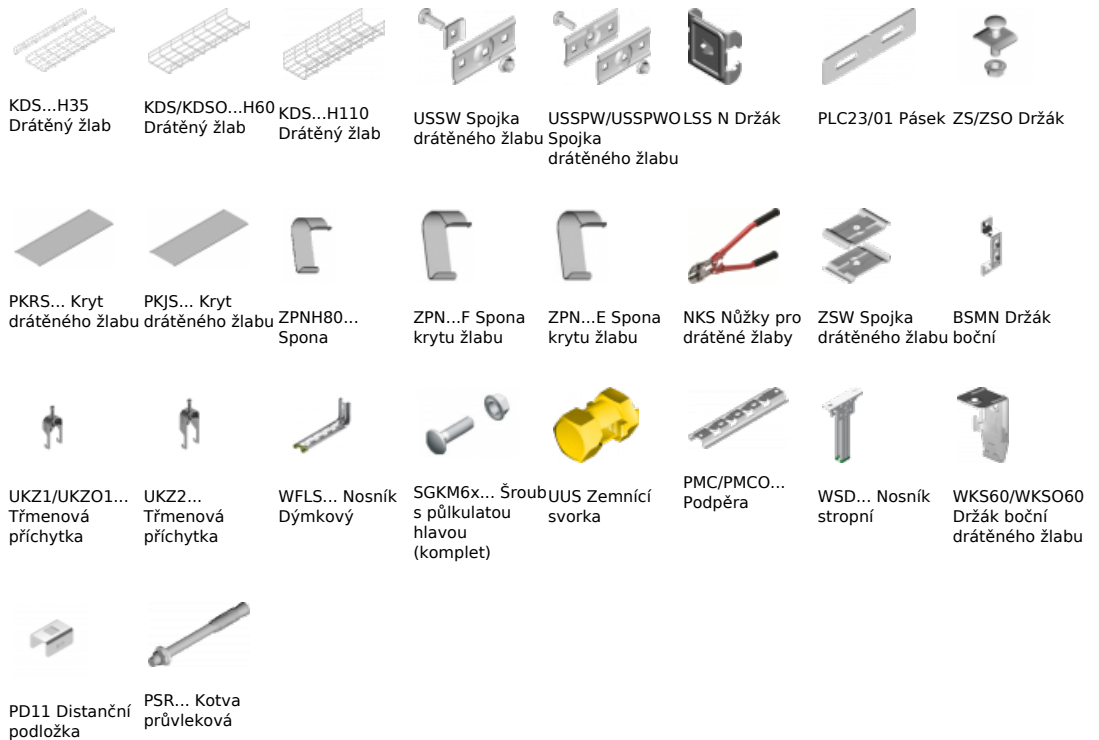 KDS...H35
Drátěný žlab
KDS/KDSO...H60
Drátěný žlab
KDS...H110
Drátěný žlab
USSW Spojka
drátěného žlabu
USSPW/USSPWO
Spojka
drátěného žlabu
LSS N Držák
PLC23/01 Pásek
ZS/ZSO Držák
PKRS... Kryt
drátěného žlabu
PKJS... Kryt
drátěného žlabu
ZPNH80...
Spona
ZPN...F Spona
krytu žlabu
ZPN...E Spona
krytu žlabu
NKS Nůžky pro
drátěné žlaby
ZSW Spojka
drátěného žlabu
BSMN Držák
boční
UKZ1/UKZO1...
Třmenová
příchytka
UKZ2...
Třmenová
příchytka
WFLS... Nosník
Dýmkový
SGKM6x... Šroub
s půlkulatou
hlavou
(komplet)
UUS Zemnící
svorka
PMC/PMCO...
Podpěra
WSD... Nosník
stropní
WKS60/WKSO60
Držák boční
drátěného žlabu
PD11 Distanční
podložka
PSR... Kotva
průvleková